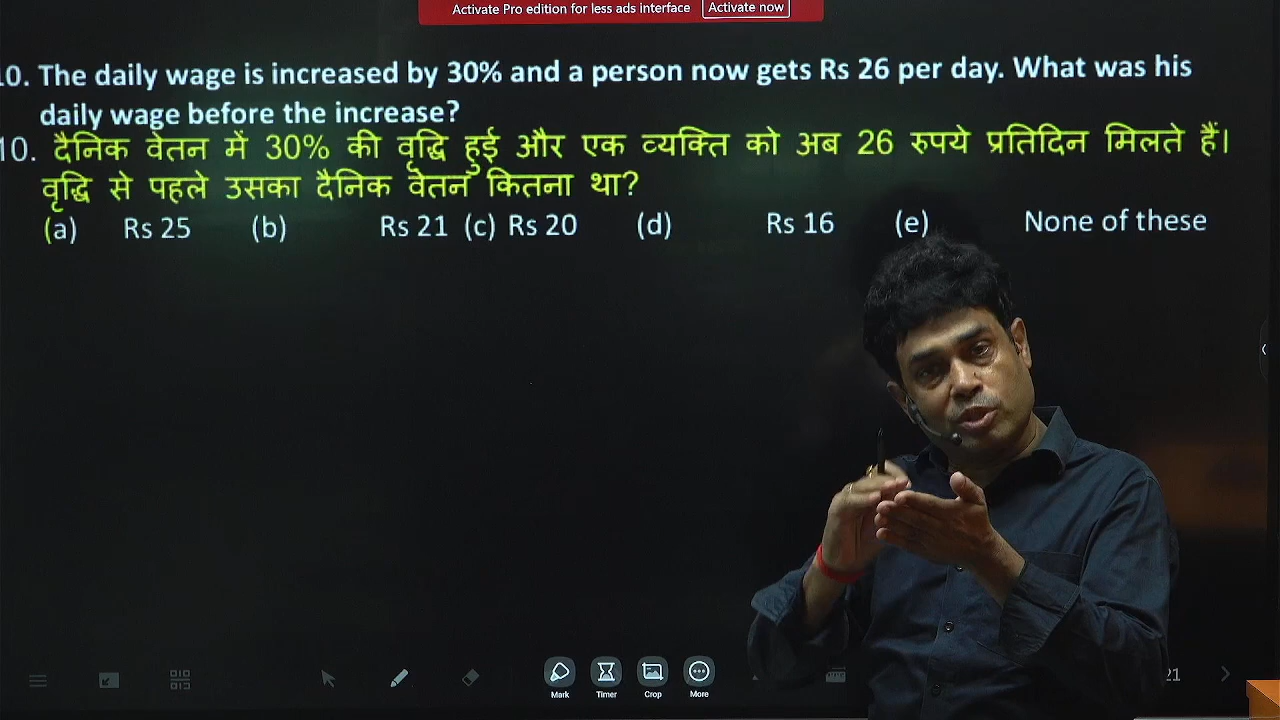 Activate Pro edition for less ads interface Activate now
10. The daily wage is increased by 30% and a person now gets Rs 26 per day. What was his
daily wage before the increase?
10. दैनिक वेतन में 30% की वृद्धि हुई और एक व्यक्ति को अब 26 रुपये प्रतिदिन मिलते हैं।
वृद्धि से पहले उसका दैनिक वेतन कितना था?
(a) Rs 25 (b) Rs 21 (c) Rs 20 (d) Rs 16 (e) None of these
Mark Timer Crop More
21